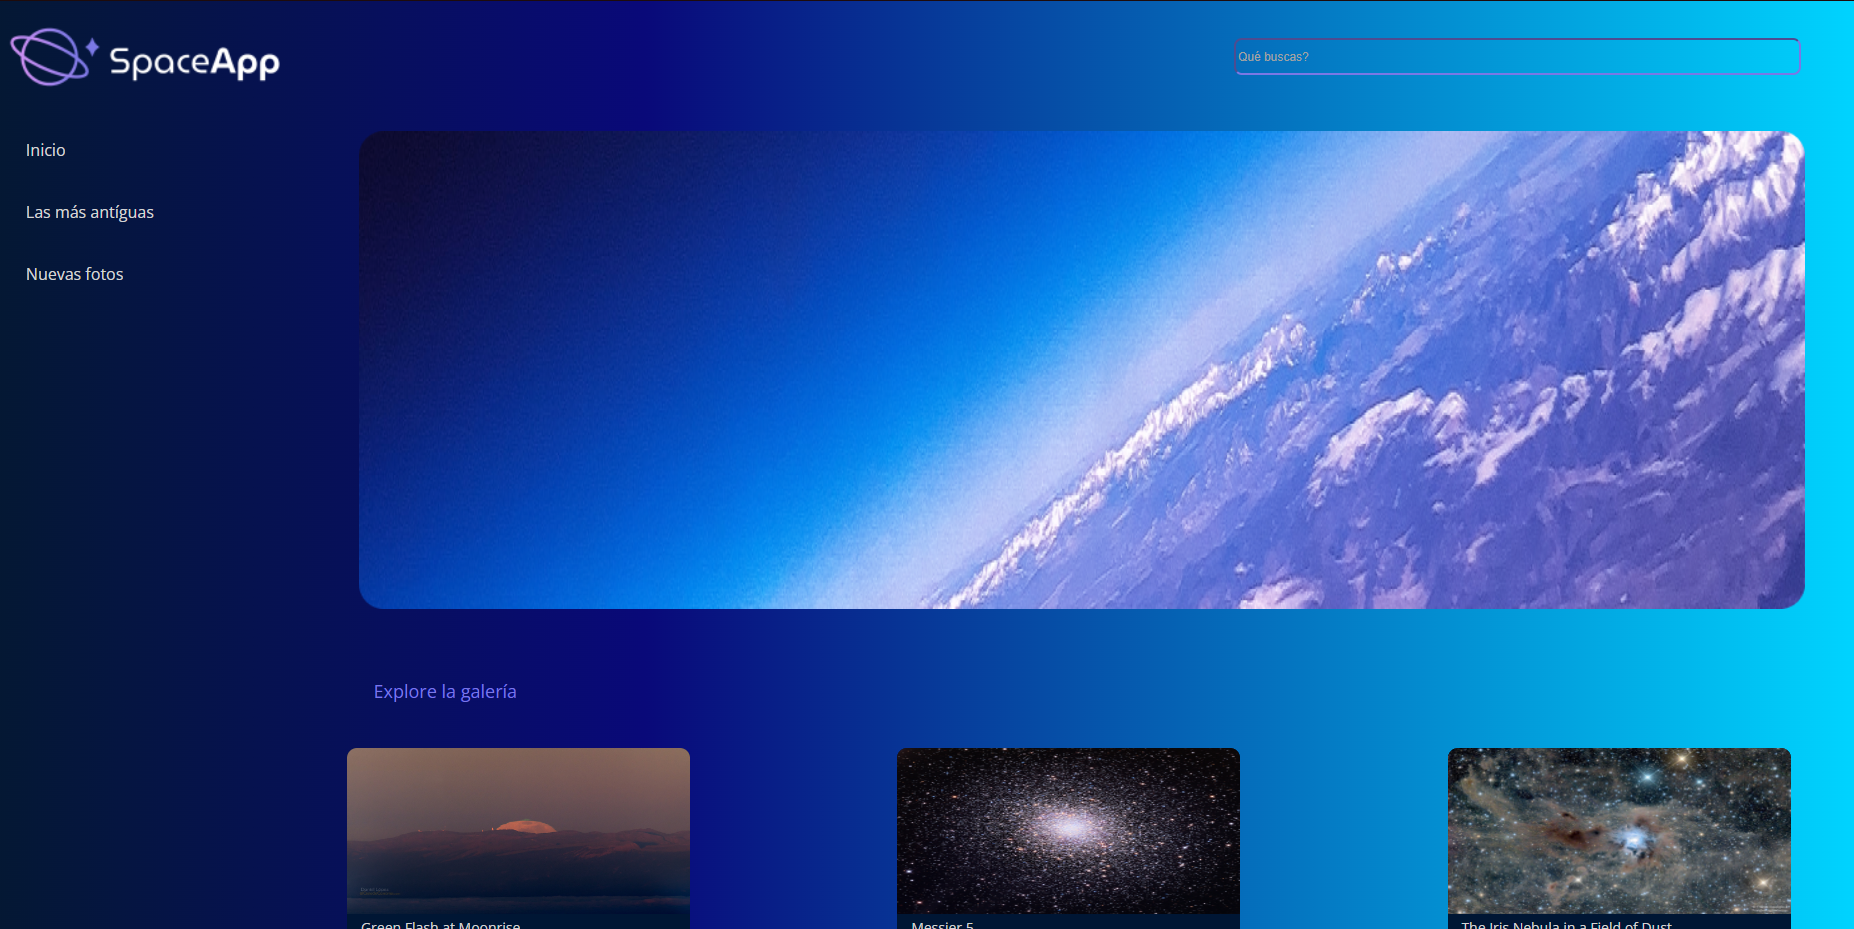 SpaceApp
Qué buscas?
Inicio
Las más antíguas
Nuevas fotos
Explore la galería
Green Flash at Moonrise
Messier 5
The Iris Nebula in a Field of Dust